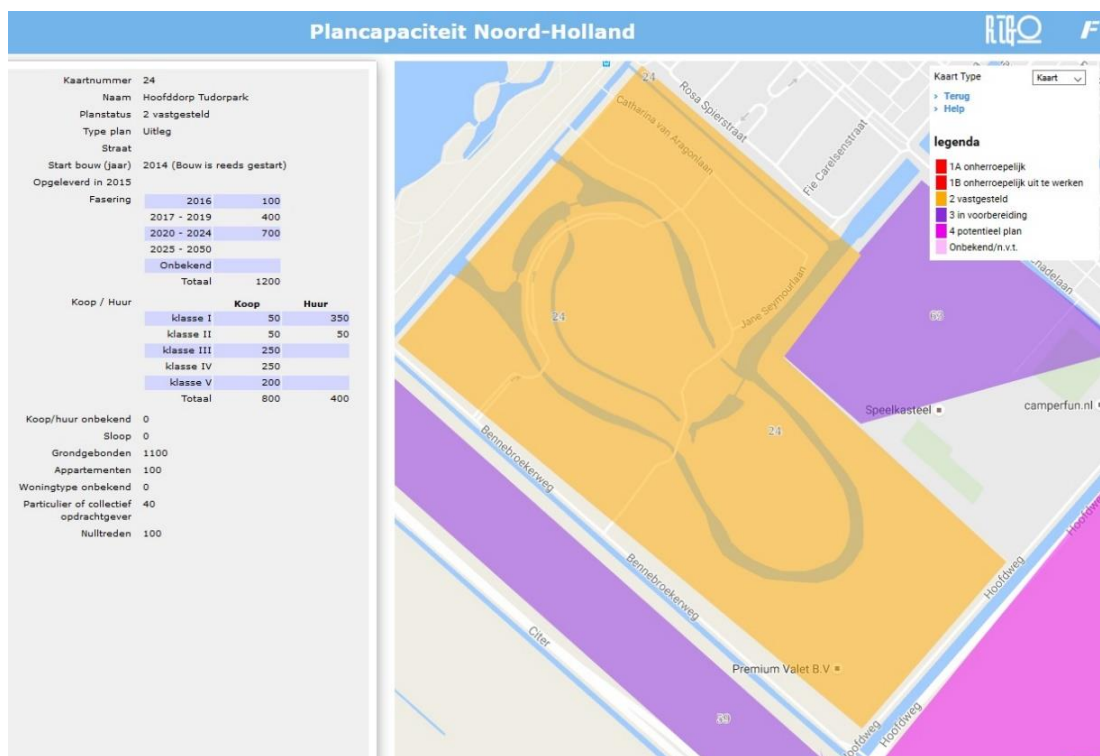 Plancapaciteit Noord-Holland
RIGO
F
Kaartnummer 24
Naam Hoofddorp Tudorpark
Planstatus 2 vastgesteld
Type plan Uitleg
Straat
Start bouw (jaar) 2014 (Bouw is reeds gestart)
Opgeleverd in 2015
Fasering 2016 100
2017 - 2019 400
2020 - 2024 700
2025 - 2050
Onbekend
Totaal 1200
Koop / Huur Koop Huur
klasse I 50 350
klasse II 50 50
klasse III 250
klasse IV 250
klasse V 200
Totaal 800 400
Koop/huur onbekend 0
Sloop 0
Grondgebonden 1100
Appartementen 100
Woningtype onbekend 0
Particulier of collectief 40
opdrachtgever
Nultreden 100
Kaart Type Kaart
› Terug
› Help
legenda
1A onherroepelijk
1B onherroepelijk uit te werken
2 vastgesteld
3 in voorbereiding
4 potentieel plan
Onbekend/n.v.t.
24
Rosa Spierstraat
Catharina van Aragonlaan
Fie Carelsenstraat
Jane Seymourlaan
24
69
Speelkasteel
camperfun.nl
24
Bennebroekerweg
Bennebroekerweg
Hoofdweg
Hoofdweg
Hoofdweg
Hoofdweg
Citer
Premium Valet B.V
59